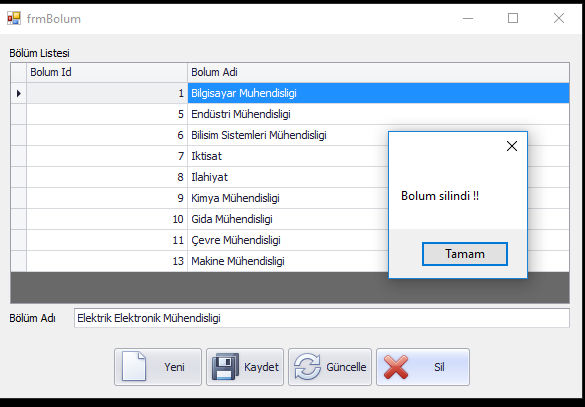 frmBolum
Bölüm Listesi
Bolum Id Bolum Adi
1 Bilgisayar Muhendisligi
5 Endüstri Mühendisligi
6 Bilisim Sistemleri Mühendisligi
7 Iktisat
8 Ilahiyat
9 Kimya Mühendisligi
10 Gida Mühendisligi
11 Çevre Mühendisligi
13 Makine Mühendisligi
Bolum silindi !!
Tamam
Bölüm Adı Elektrik Elektronik Mühendisligi
Yeni Kaydet Güncelle Sil